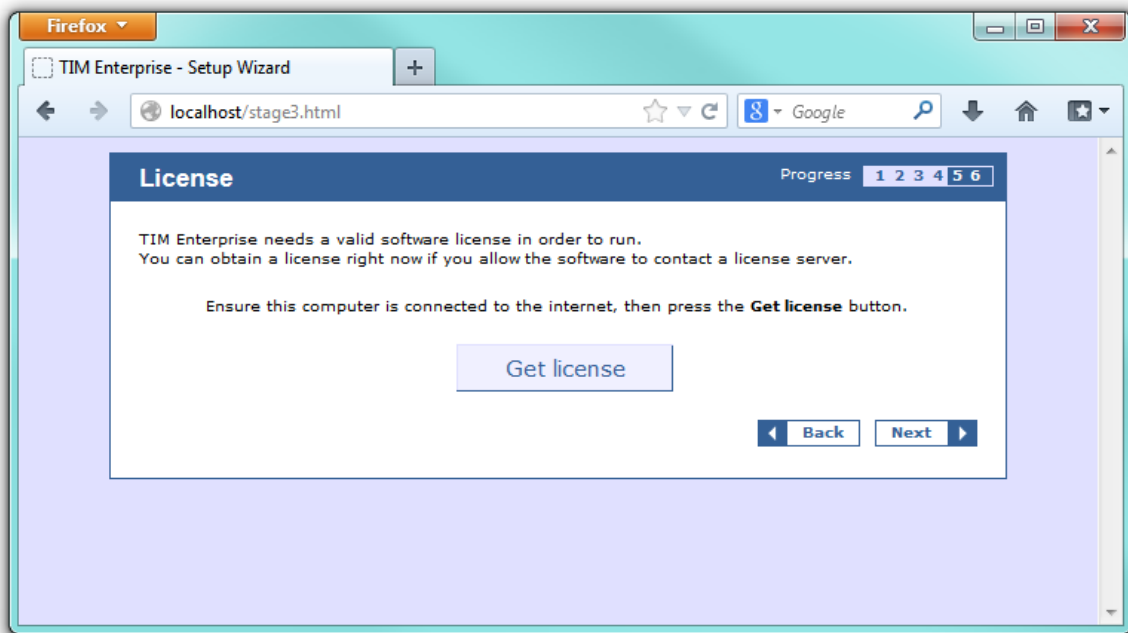 Firefox
TIM Enterprise - Setup Wizard
localhost/stage3.html
8
Google
License
Progress 1 2 3 4 5 6
TIM Enterprise needs a valid software license in order to run.
You can obtain a license right now if you allow the software to contact a license server.
Ensure this computer is connected to the internet, then press the Get license button.
Get license
Back
Next